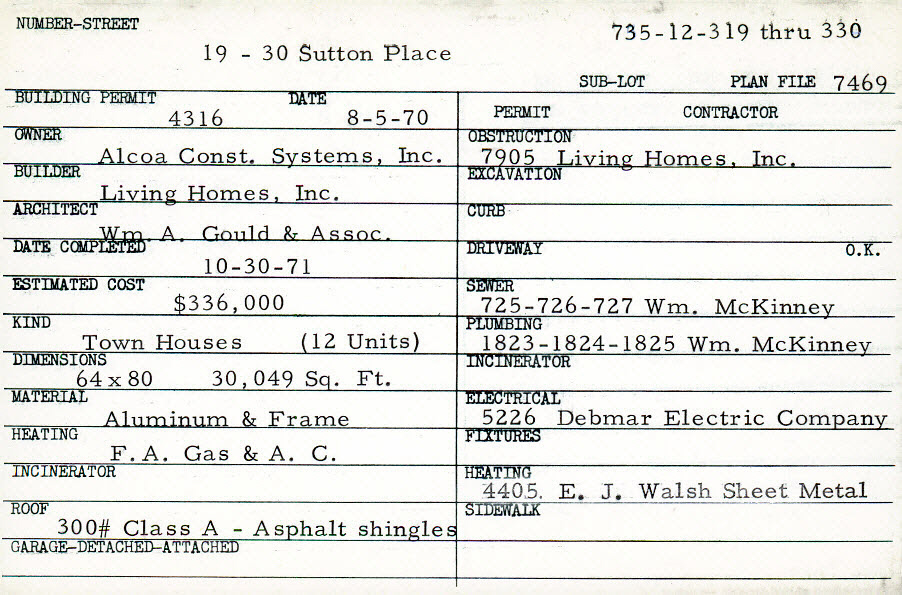 NUMBER-STREET
19 - 30 Sutton Place
735-12-319 thru 330
SUB-LOT PLAN FILE 7469
BUILDING PERMIT DATE
4316 8-5-70
OWNER
Alcoa Const. Systems, Inc.
BUILDER
Living Homes, Inc.
ARCHITECT
Wm. A. Gould & Assoc.
DATE COMPLETED
10-30-71
ESTIMATED COST
$336,000
KIND
Town Houses (12 Units)
DIMENSIONS
64 x 80 30,049 Sq. Ft.
MATERIAL
Aluminum & Frame
HEATING
F. A. Gas & A. C.
INCINERATOR
ROOF
300# Class A - Asphalt shingles
GARAGE-DETACHED-ATTACHED
PERMIT CONTRACTOR
OBSTRUCTION
7905 Living Homes, Inc.
EXCAVATION
CURB
DRIVEWAY O.K.
SEWER
725-726-727 Wm. McKinney
PLUMBING
1823-1824-1825 Wm. McKinney
INCINERATOR
ELECTRICAL
5226 Debmar Electric Company
FIXTURES
HEATING
4405. E. J. Walsh Sheet Metal
SIDEWALK